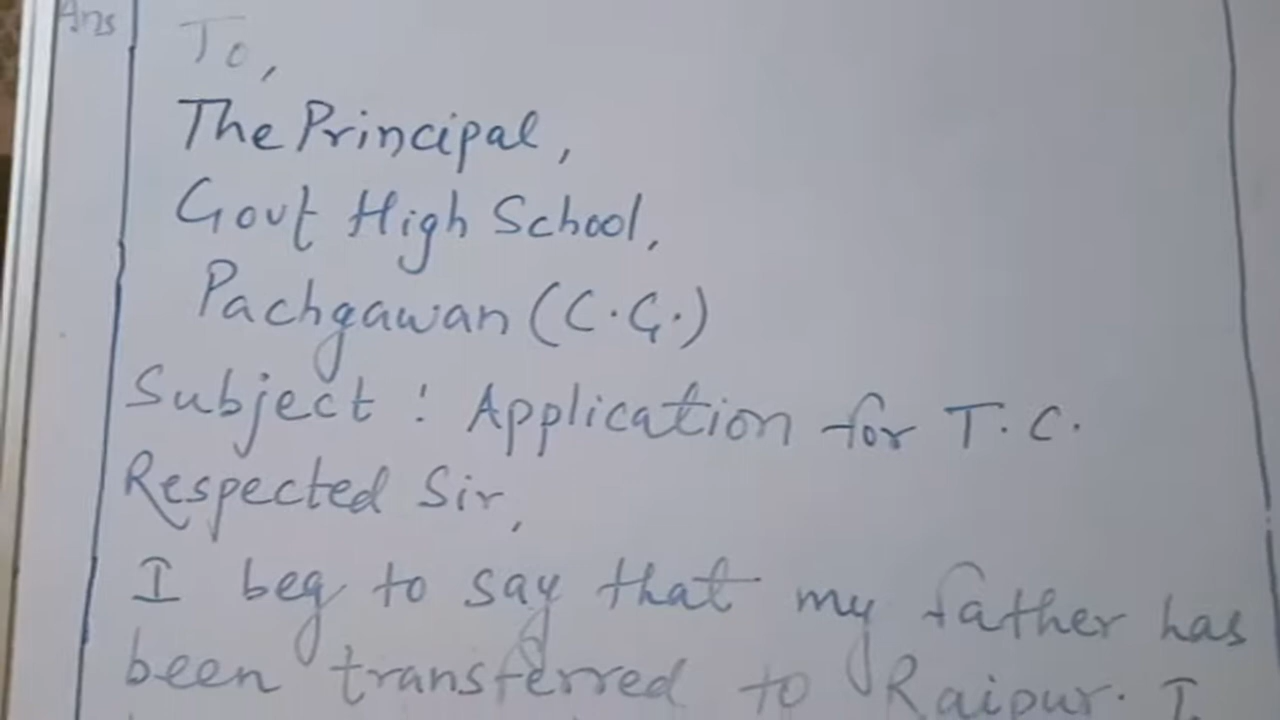 Ans
To,
The Principal,
Govt High School,
Pachgawan (C.G.)
Subject : Application for T.C.
Respected Sir,
I beg to say that my father has
been transferred to Raipur. I